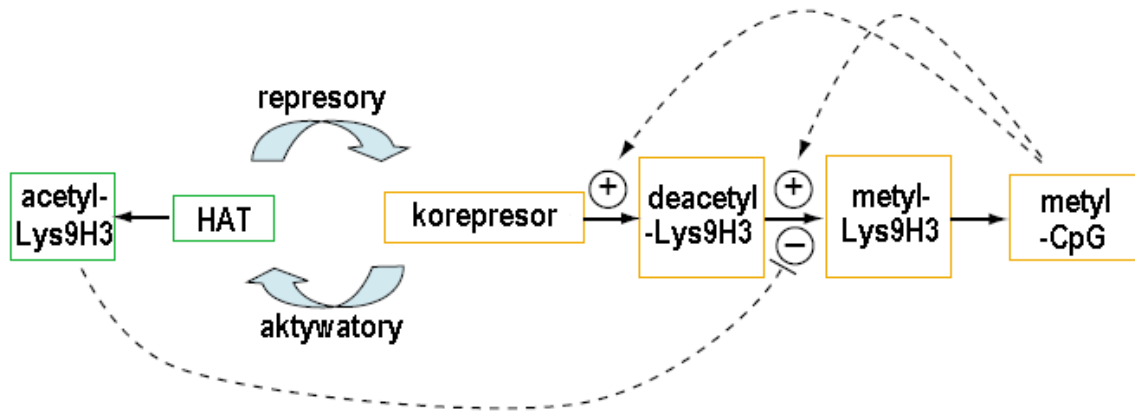 represory
acetyl-
Lys9H3
HAT
aktywatory
korepresor
+
deacetyl
-Lys9H3
+
−
metyl-
Lys9H3
metyl
-CpG